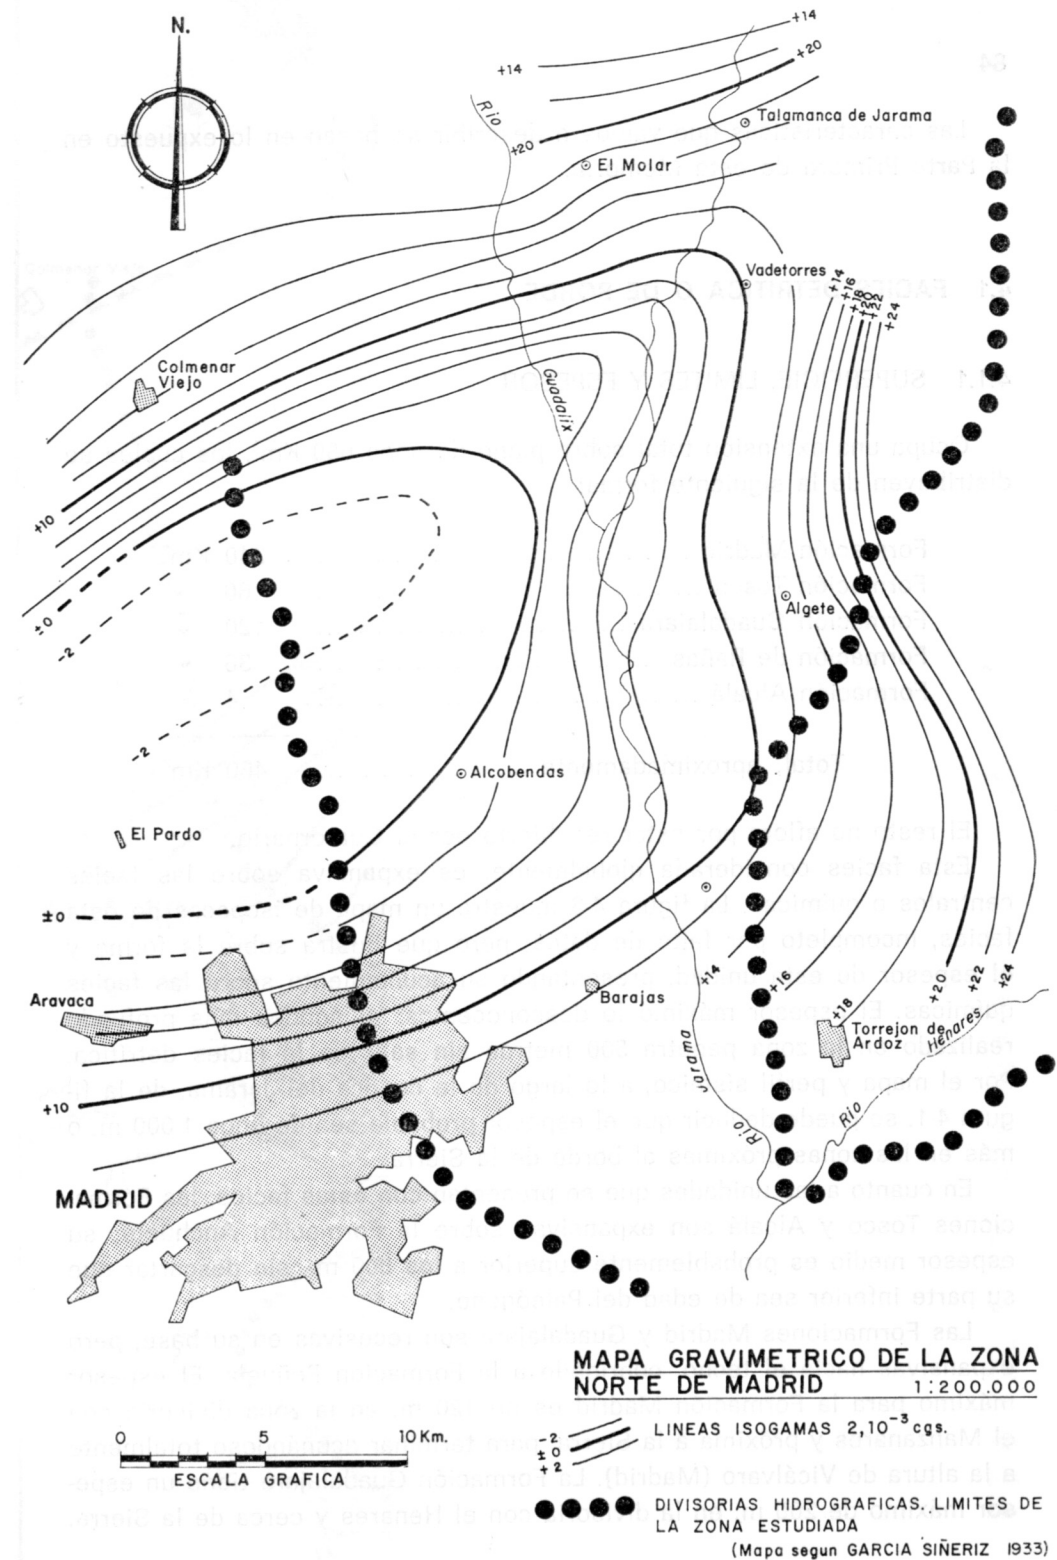 N.
+14
+14
+20
Rio
Talamanca de Jarama
+20
El Molar
Vadetorres
+14
+16
+18
+20
+22
+24
Colmenar
Viejo
Guadalix
+10
±0
-2
Algete
-2
Alcobendas
El Pardo
±0
+14
+16
+18
+20
+22
+24
Aravaca
Barajas
Torrejon de
Ardoz
Henares
Jarama
+10
Rio
Rio
MADRID
MAPA GRAVIMETRICO DE LA ZONA
NORTE DE MADRID 1:200.000
0 5 10 Km.
ESCALA GRAFICA
-2
±0
+2
LINEAS ISOGAMAS 2,10⁻³ cgs.
DIVISORIAS HIDROGRAFICAS. LIMITES DE
LA ZONA ESTUDIADA
(Mapa segun GARCIA SIÑERIZ 1933)